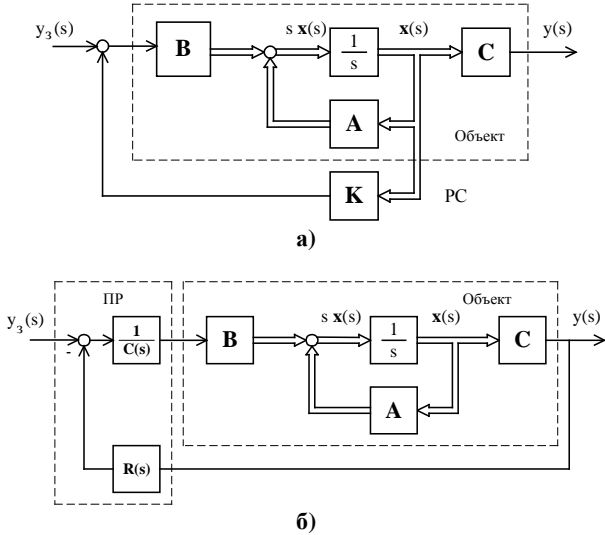 y₃(s)
B
s x(s)
1
s
x(s)
C
y(s)
A
Объект
K
РС
а)
ПР
Объект
y₃(s)
-
1
C(s)
B
s x(s)
1
s
x(s)
C
y(s)
A
R(s)
б)